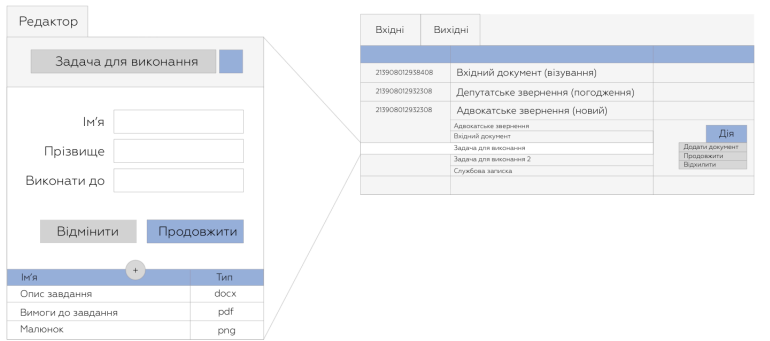 Редактор
Задача для виконання
Ім'я
Прізвище
Виконати до
Відмінити
Продовжити
+
Ім'я Тип
Опис завдання docx
Вимоги до завдання pdf
Малюнок png
Вхідні Вихідні
213908012938408 Вхідний документ (візування)
213908012932308 Депутатське звернення (погодження)
213908012932308 Адвокатське звернення (новий)
Адвокатське звернення
Вхідний документ
Задача для виконання
Задача для виконання 2
Службова записка
Дія
Додати документ
Продовжити
Відхилити